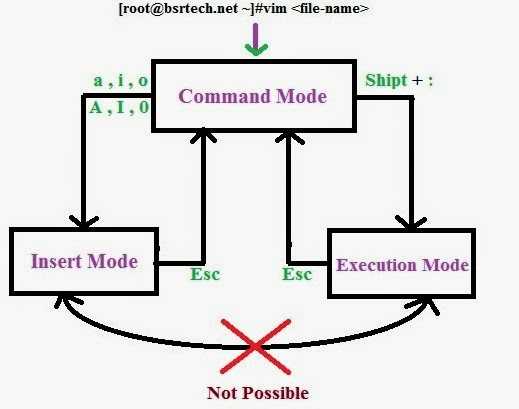 [root@bsrtech.net ~]#vim <file-name>
a , i , o
A , I , 0
Command Mode
Shipt + :
Insert Mode
Esc
Esc
Execution Mode
Not Possible